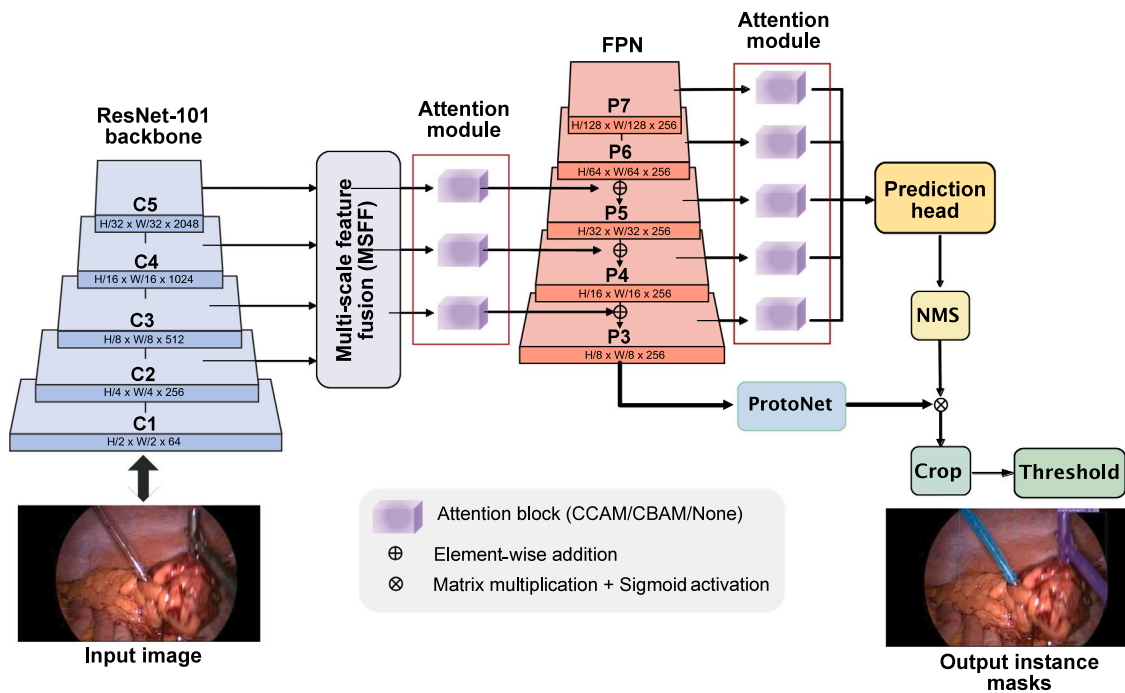 ResNet-101
backbone
C5
H/32 x W/32 x 2048
C4
H/16 x W/16 x 1024
C3
H/8 x W/8 x 512
C2
H/4 x W/4 x 256
C1
H/2 x W/2 x 64
Input image
Multi-scale feature
fusion (MSFF)
Attention
module
FPN
P7
H/128 x W/128 x 256
P6
H/64 x W/64 x 256
P5
H/32 x W/32 x 256
P4
H/16 x W/16 x 256
P3
H/8 x W/8 x 256
Attention
module
Prediction
head
NMS
ProtoNet
Crop
Threshold
Attention block (CCAM/CBAM/None)
Element-wise addition
Matrix multiplication + Sigmoid activation
Output instance
masks